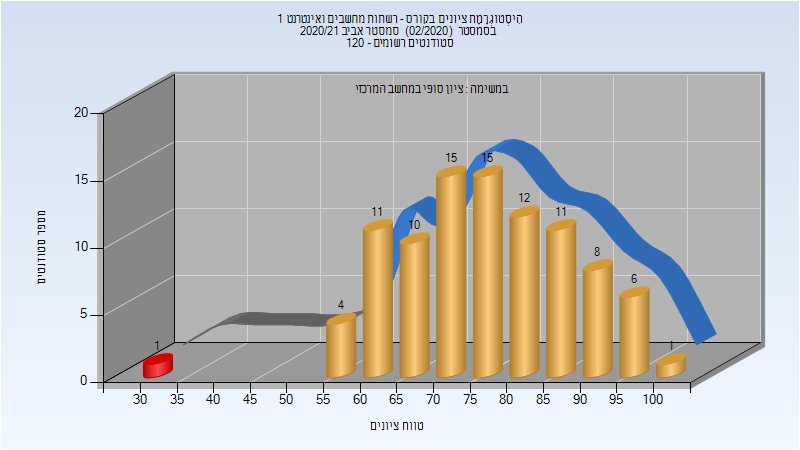 הִיסְטוֹגְרָמַת ציונים בקורס - רשתות מחשבים ואינטרנט 1
בסמסטר (02/2020) סמסטר אביב 2020/21
סטודנטים רשומים - 120
במשימה : ציון סופי במחשב המרכזי
מספר סטודנטים
20
15
10
5
0
1
4
11
10
15
15
12
11
8
6
1
30 35 40 45 50 55 60 65 70 75 80 85 90 95 100
טווח ציונים